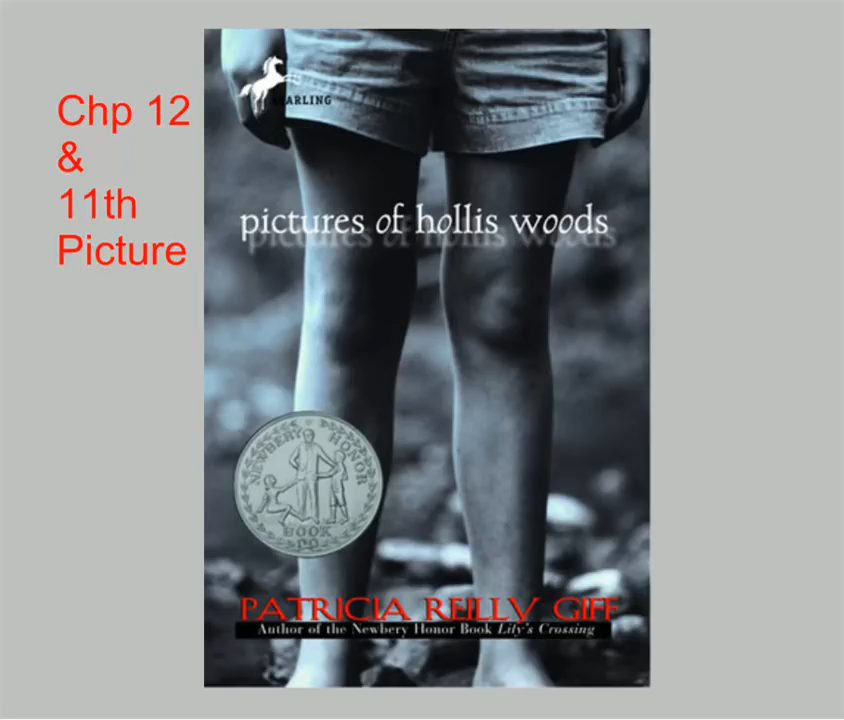 Chp 12
&
11th
Picture
YEARLING
pictures of hollis woods
NEWBERY HONOR
BOOK
PATRICIA REILLY GIFF
Author of the Newbery Honor Book Lily's Crossing